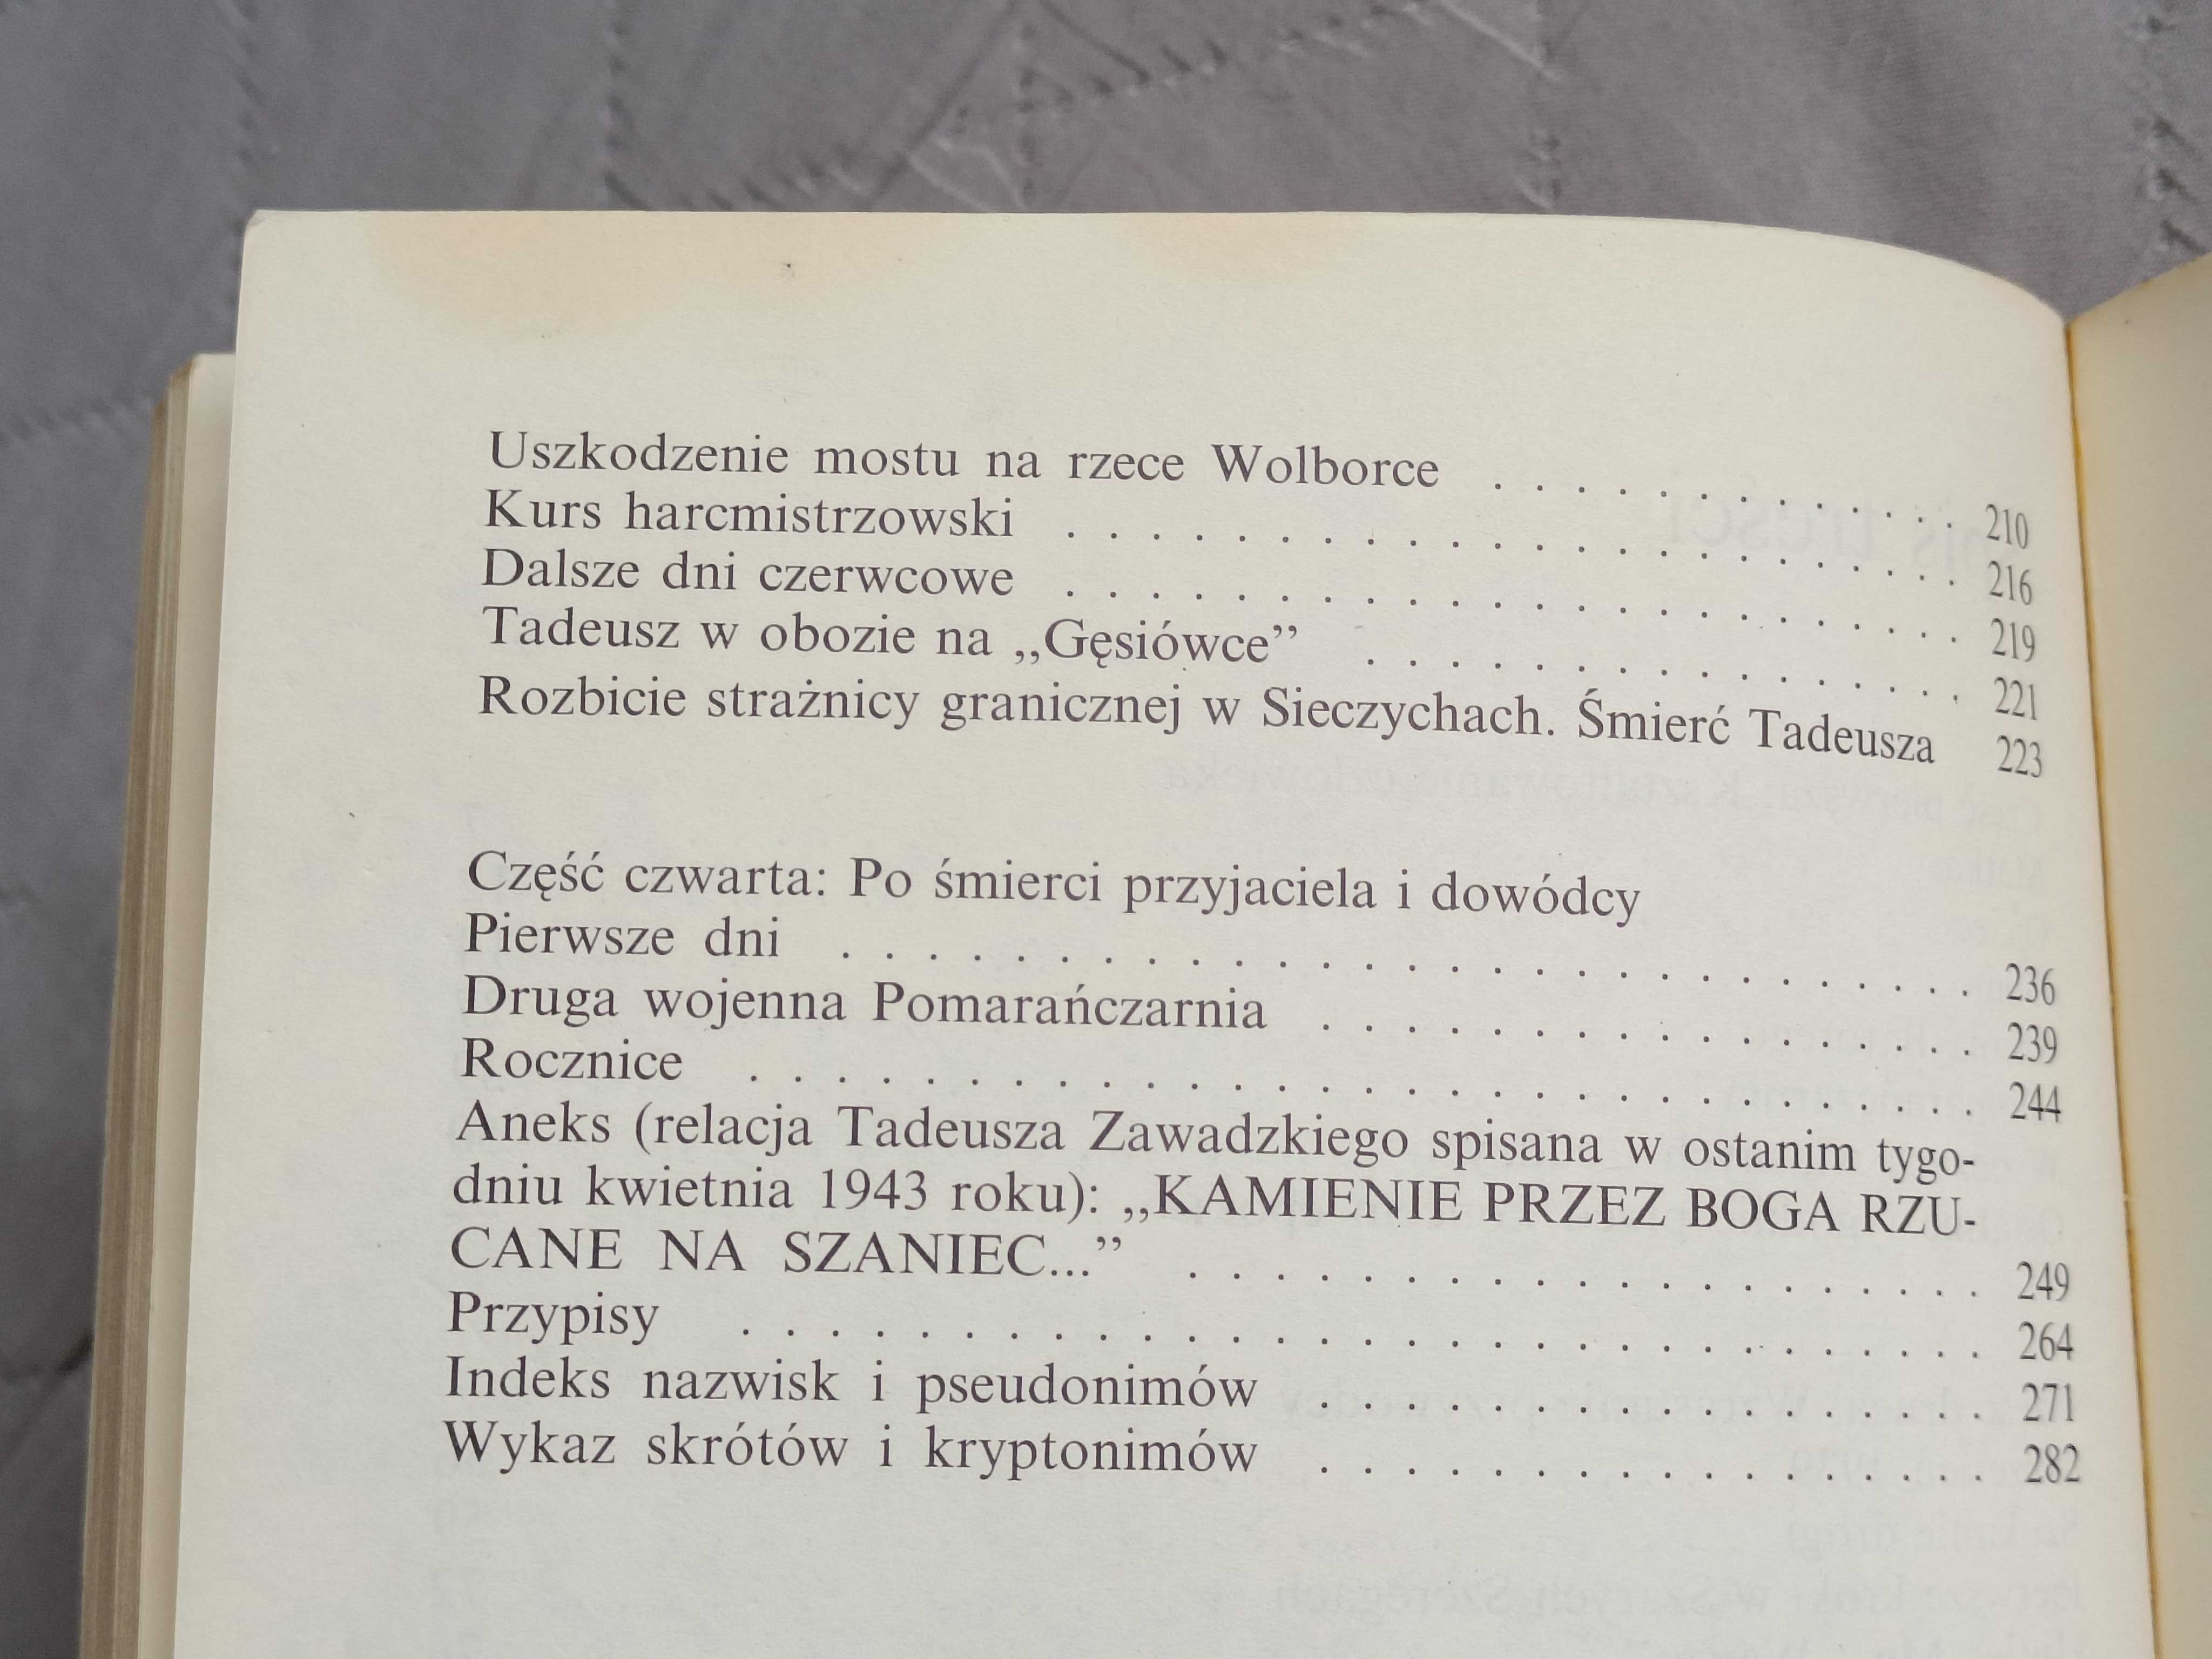 Uszkodzenie mostu na rzece Wolborce . . . . . . . . . . . . 210
Kurs harcmistrzowski . . . . . . . . . . . . . . . . . . . . . 216
Dalsze dni czerwcowe . . . . . . . . . . . . . . . . . . . . . 219
Tadeusz w obozie na „Gęsiówce” . . . . . . . . . . . . . . . 221
Rozbicie strażnicy granicznej w Sieczychach. Śmierć Tadeusza 223
Część czwarta: Po śmierci przyjaciela i dowódcy
Pierwsze dni . . . . . . . . . . . . . . . . . . . . . . . . . . 236
Druga wojenna Pomarańczarnia . . . . . . . . . . . . . . . . 239
Rocznice . . . . . . . . . . . . . . . . . . . . . . . . . . . . 244
Aneks (relacja Tadeusza Zawadzkiego spisana w ostanim tygo-
dniu kwietnia 1943 roku): „KAMIENIE PRZEZ BOGA RZU-
CANE NA SZANIEC...” . . . . . . . . . . . . . . . . . . . 249
Przypisy . . . . . . . . . . . . . . . . . . . . . . . . . . . . 264
Indeks nazwisk i pseudonimów . . . . . . . . . . . . . . . . 271
Wykaz skrótów i kryptonimów . . . . . . . . . . . . . . . . 282